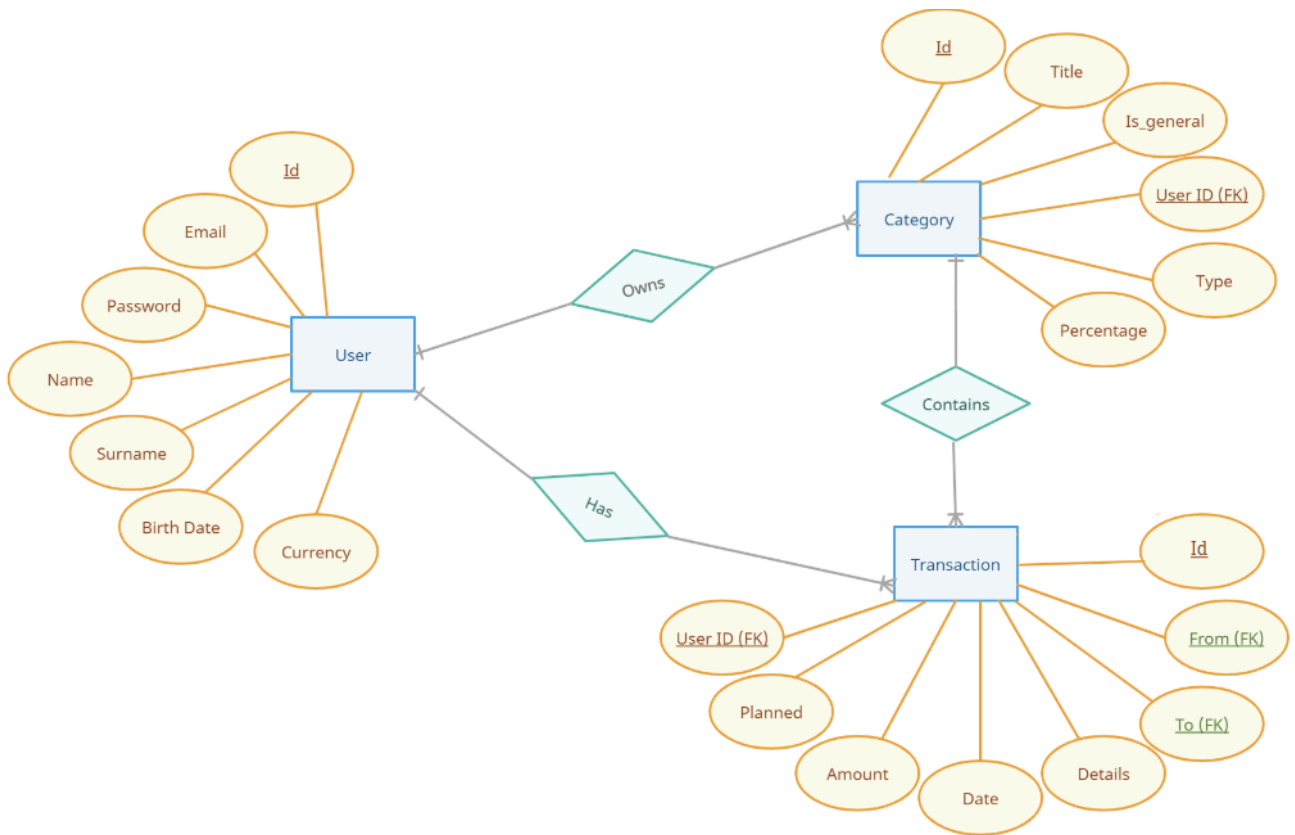 Id
Title
Is_general
User ID (FK)
Type
Percentage
Category
Id
Email
Password
Name
Surname
Birth Date
Currency
User
Owns
Contains
Has
Transaction
Id
From (FK)
To (FK)
Details
Date
Amount
Planned
User ID (FK)